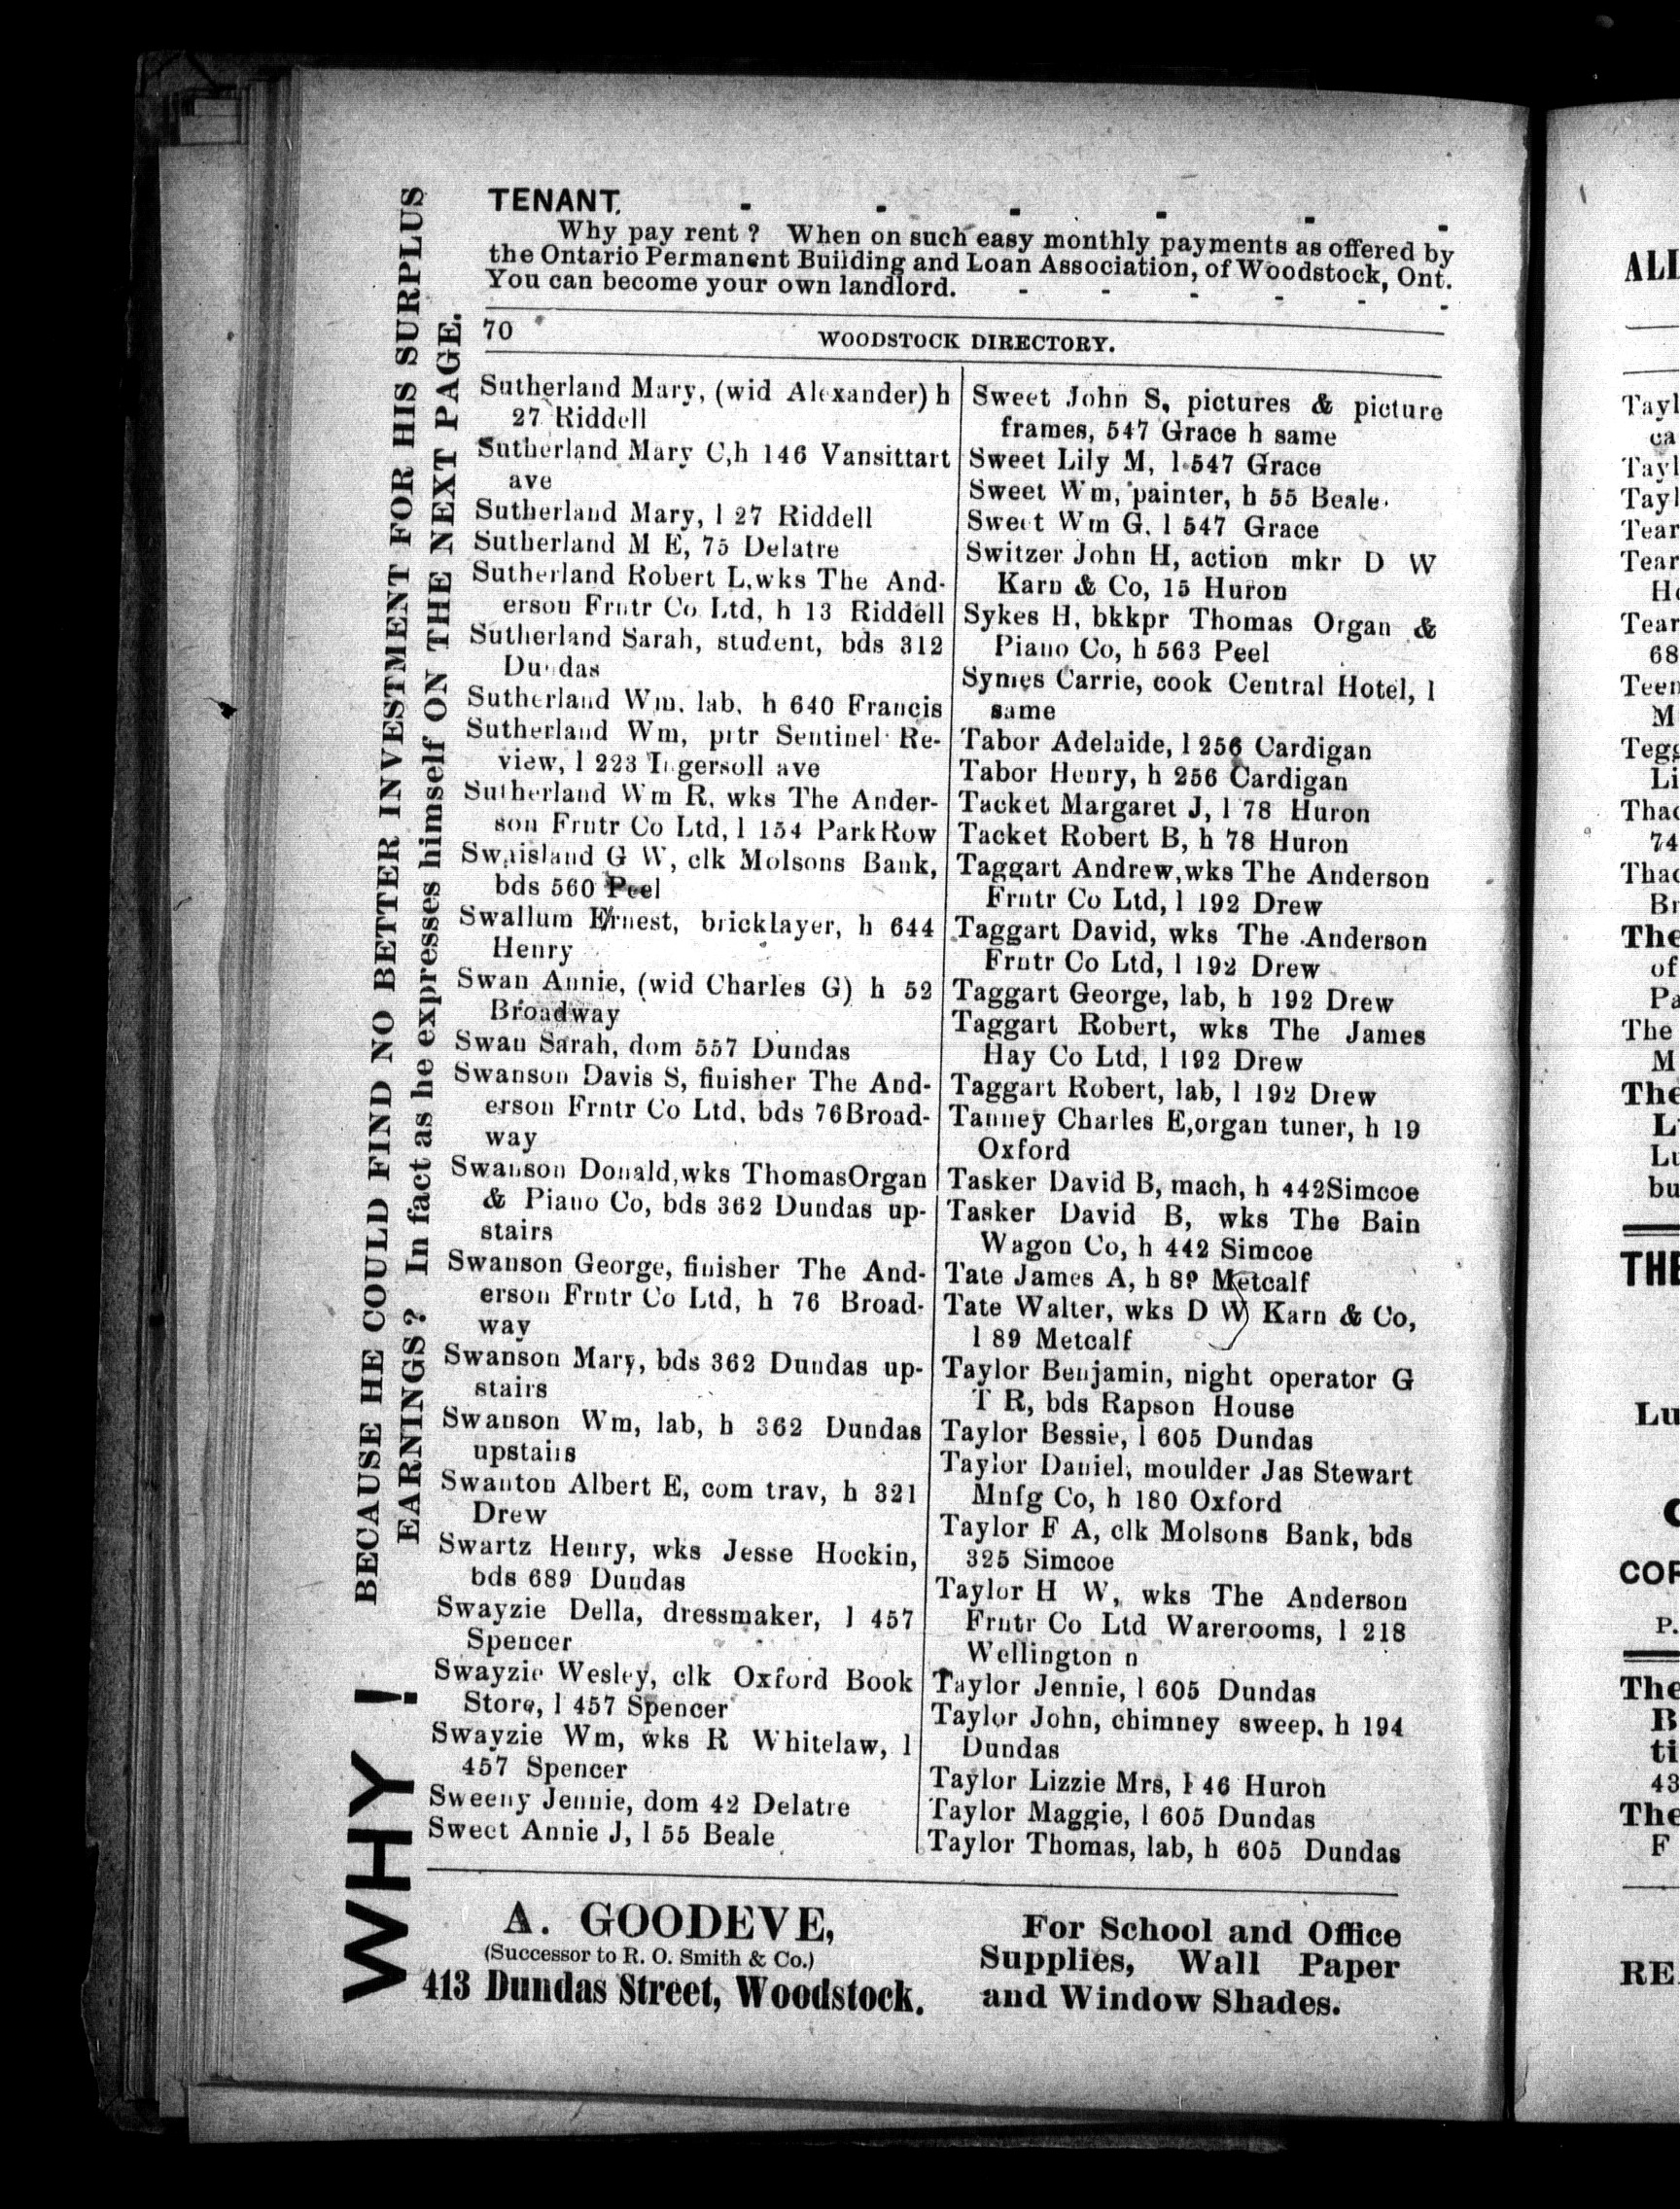 TENANT. - - - - - -
Why pay rent ? When on such easy monthly payments as offered by
the Ontario Permanent Building and Loan Association, of Woodstock, Ont.
You can become your own landlord. - - - - - -
70
WOODSTOCK DIRECTORY.
Sutherland Mary, (wid Alexander) h
27 Riddell
Sutherland Mary C,h 146 Vansittart
ave
Sutherland Mary, l 27 Riddell
Sutherland M E, 75 Delatre
Sutherland Robert L,wks The And-
erson Frntr Co Ltd, h 13 Riddell
Sutherland Sarah, student, bds 312
Dundas
Sutherland Wm. lab. h 640 Francis
Sutherland Wm, prtr Sentinel Re-
view, l 223 Ingersoll ave
Sutherland Wm R, wks The Ander-
son Frntr Co Ltd, l 154 ParkRow
Swaisland G W, clk Molsons Bank,
bds 560 Peel
Swallum Ernest, bricklayer, h 644
Henry
Swan Annie, (wid Charles G) h 52
Broadway
Swan Sarah, dom 557 Dundas
Swanson Davis S, finisher The And-
erson Frntr Co Ltd, bds 76Broad-
way
Swanson Donald,wks ThomasOrgan
& Piano Co, bds 362 Dundas up-
stairs
Swanson George, finisher The And-
erson Frntr Co Ltd, h 76 Broad-
way
Swanson Mary, bds 362 Dundas up-
stairs
Swanson Wm, lab, h 362 Dundas
upstairs
Swanton Albert E, com trav, h 321
Drew
Swartz Henry, wks Jesse Hockin,
bds 689 Dundas
Swayzie Della, dressmaker, l 457
Spencer
Swayzie Wesley, clk Oxford Book
Store, l 457 Spencer
Swayzie Wm, wks R Whitelaw, l
457 Spencer
Sweeny Jennie, dom 42 Delatre
Sweet Annie J, l 55 Beale
Sweet John S, pictures & picture
frames, 547 Grace h same
Sweet Lily M, l 547 Grace
Sweet Wm, painter, h 55 Beale
Sweet Wm G, l 547 Grace
Switzer John H, action mkr D W
Karn & Co, 15 Huron
Sykes H, bkkpr Thomas Organ &
Piano Co, h 563 Peel
Symes Carrie, cook Central Hotel, l
same
Tabor Adelaide, l 256 Cardigan
Tabor Henry, h 256 Cardigan
Tacket Margaret J, l 78 Huron
Tacket Robert B, h 78 Huron
Taggart Andrew,wks The Anderson
Frntr Co Ltd, l 192 Drew
Taggart David, wks The Anderson
Frntr Co Ltd, l 192 Drew
Taggart George, lab, h 192 Drew
Taggart Robert, wks The James
Hay Co Ltd, l 192 Drew
Taggart Robert, lab, l 192 Drew
Tanney Charles E,organ tuner, h 19
Oxford
Tasker David B, mach, h 442Simcoe
Tasker David B, wks The Bain
Wagon Co, h 442 Simcoe
Tate James A, h 89 Metcalf
Tate Walter, wks D W Karn & Co,
l 89 Metcalf
Taylor Benjamin, night operator G
T R, bds Rapson House
Taylor Bessie, l 605 Dundas
Taylor Daniel, moulder Jas Stewart
Mnfg Co, h 180 Oxford
Taylor F A, clk Molsons Bank, bds
325 Simcoe
Taylor H W, wks The Anderson
Frntr Co Ltd Warerooms, l 218
Wellington n
Taylor Jennie, l 605 Dundas
Taylor John, chimney sweep, h 194
Dundas
Taylor Lizzie Mrs, l 46 Huron
Taylor Maggie, l 605 Dundas
Taylor Thomas, lab, h 605 Dundas
A. GOODEVE,
(Successor to R. O. Smith & Co.)
413 Dundas Street, Woodstock.
For School and Office
Supplies, Wall Paper
and Window Shades.
WHY !
BECAUSE HE COULD FIND NO BETTER INVESTMENT FOR HIS SURPLUS
EARNINGS? In fact as he expresses himself ON THE NEXT PAGE.